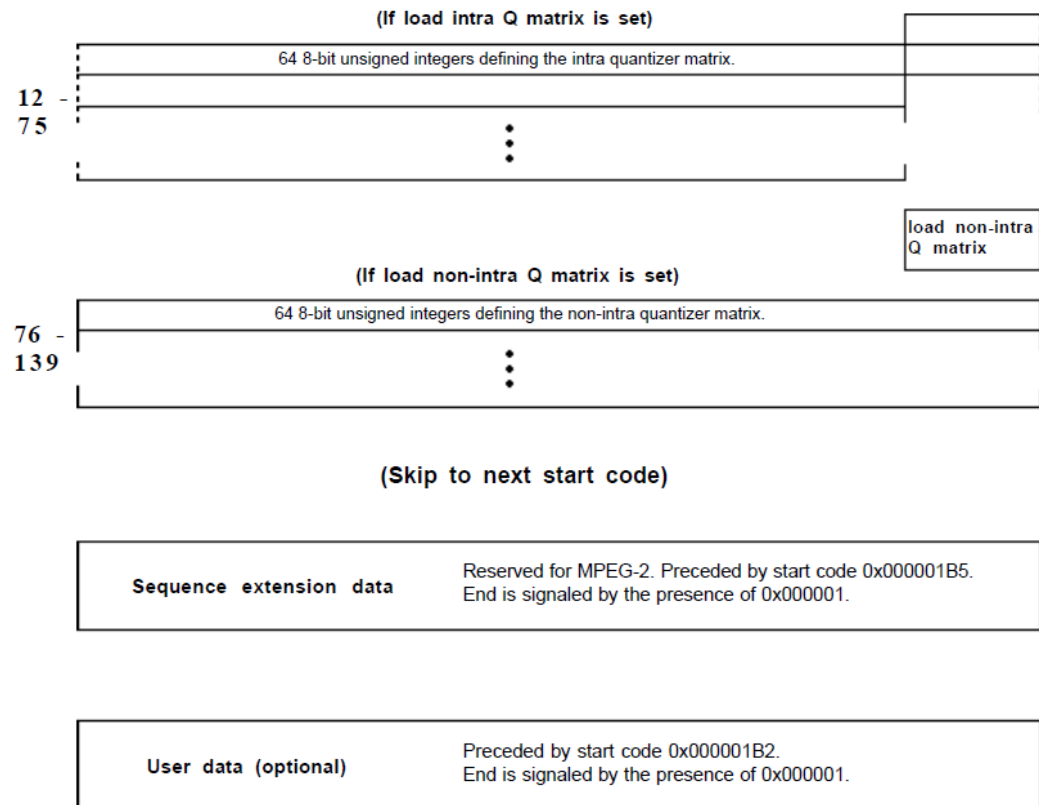 (If load intra Q matrix is set)
64 8-bit unsigned integers defining the intra quantizer matrix.
12 -
75
load non-intra
Q matrix
(If load non-intra Q matrix is set)
64 8-bit unsigned integers defining the non-intra quantizer matrix.
76 -
139
(Skip to next start code)
Sequence extension data
Reserved for MPEG-2. Preceded by start code 0x000001B5.
End is signaled by the presence of 0x000001.
User data (optional)
Preceded by start code 0x000001B2.
End is signaled by the presence of 0x000001.